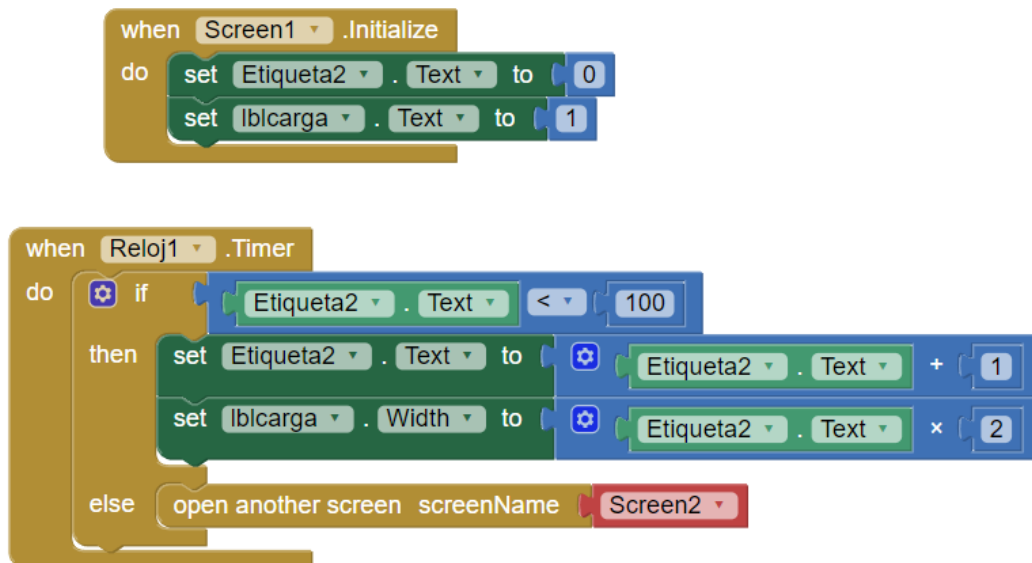 when Screen1 .Initialize
do set Etiqueta2 . Text to 0
set lblcarga . Text to 1
when Reloj1 .Timer
do if Etiqueta2 . Text < 100
then set Etiqueta2 . Text to Etiqueta2 . Text + 1
set lblcarga . Width to Etiqueta2 . Text × 2
else open another screen screenName Screen2